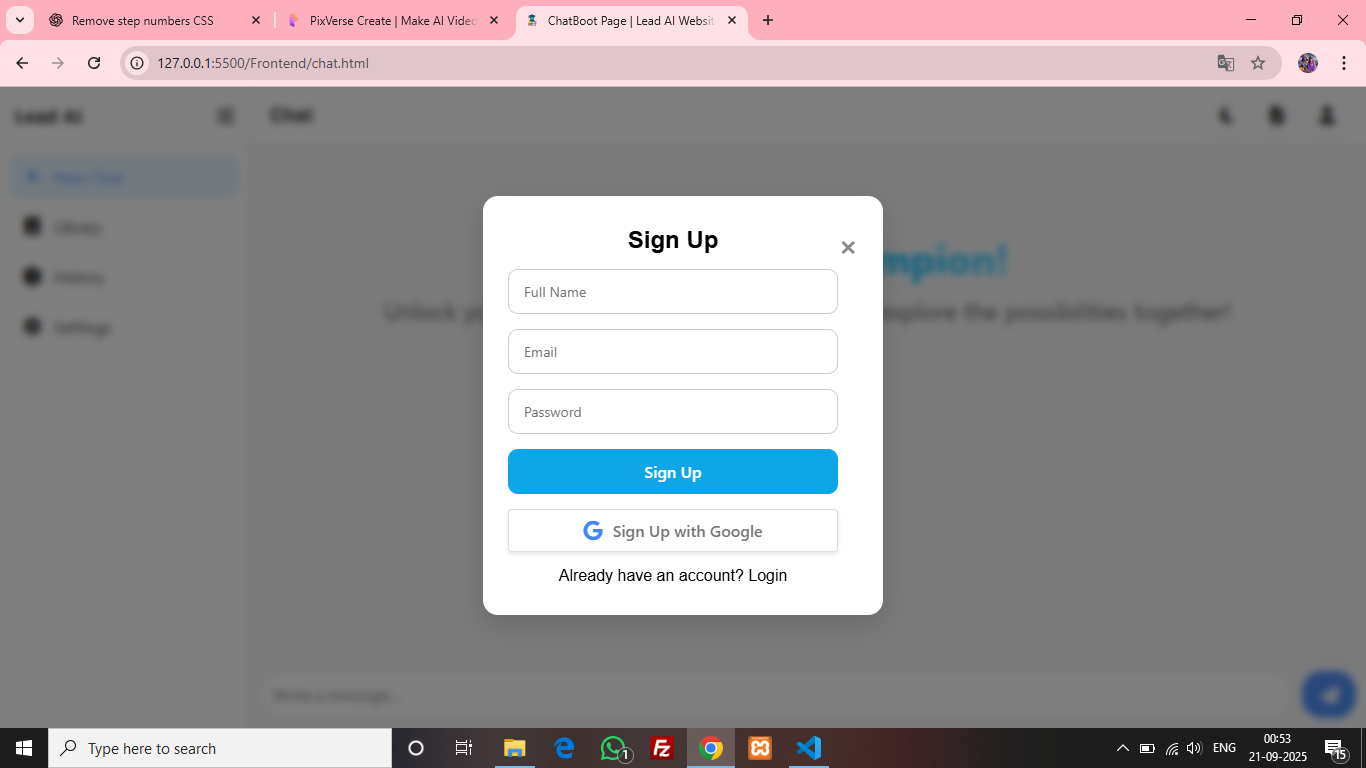 Remove step numbers CSS
PixVerse Create | Make AI Video
ChatBoot Page | Lead AI Websit
127.0.0.1:5500/Frontend/chat.html
Lead AI
Chat
New Chat
Library
History
Settings
mpion!
Unlock yo
explore the possibilities together!
Sign Up
Full Name
Email
Password
Sign Up
Sign Up with Google
Already have an account? Login
Write a message...
Type here to search
1
ENG
00:53
21-09-2025
15